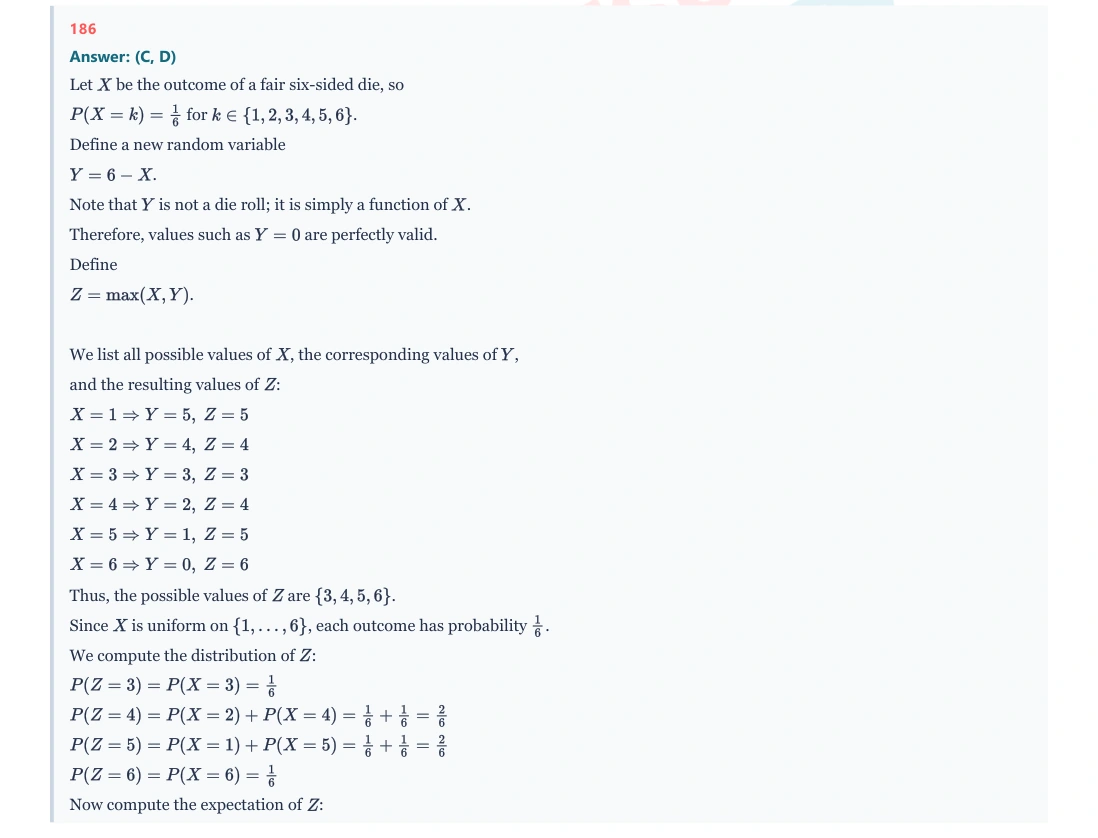 186
Answer: (C, D)
Let X be the outcome of a fair six-sided die, so
P(X = k) = 1/6 for k ∈ {1, 2, 3, 4, 5, 6}.
Define a new random variable
Y = 6 − X.
Note that Y is not a die roll; it is simply a function of X.
Therefore, values such as Y = 0 are perfectly valid.
Define
Z = max(X, Y).
We list all possible values of X, the corresponding values of Y,
and the resulting values of Z:
X = 1 ⇒ Y = 5, Z = 5
X = 2 ⇒ Y = 4, Z = 4
X = 3 ⇒ Y = 3, Z = 3
X = 4 ⇒ Y = 2, Z = 4
X = 5 ⇒ Y = 1, Z = 5
X = 6 ⇒ Y = 0, Z = 6
Thus, the possible values of Z are {3, 4, 5, 6}.
Since X is uniform on {1, . . . , 6}, each outcome has probability 1/6.
We compute the distribution of Z:
P(Z = 3) = P(X = 3) = 1/6
P(Z = 4) = P(X = 2) + P(X = 4) = 1/6 + 1/6 = 2/6
P(Z = 5) = P(X = 1) + P(X = 5) = 1/6 + 1/6 = 2/6
P(Z = 6) = P(X = 6) = 1/6
Now compute the expectation of Z: